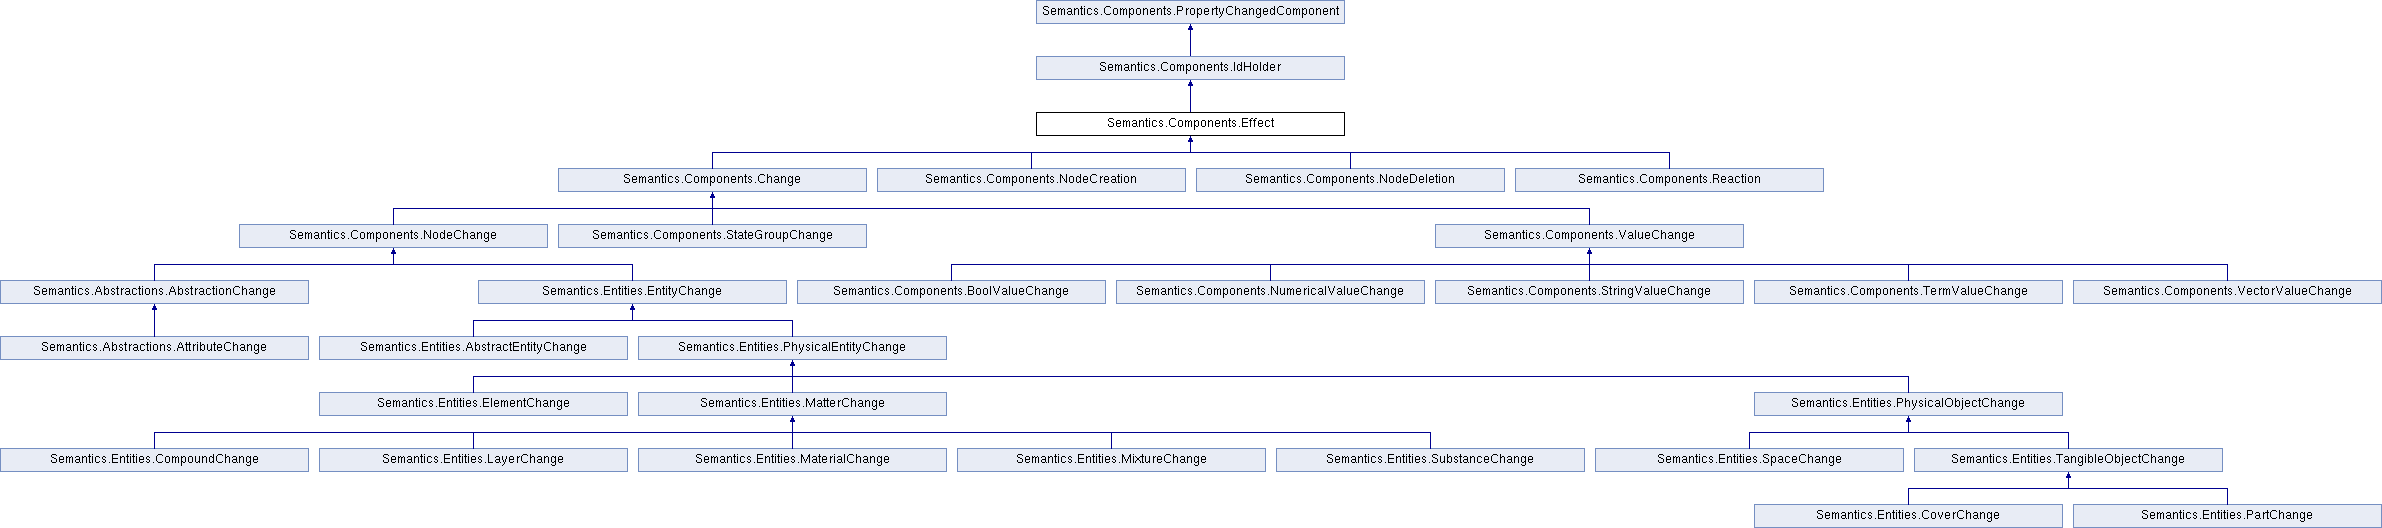 Semantics.Components.PropertyChangedComponent
Semantics.Components.IdHolder
Semantics.Components.Effect
Semantics.Components.Change
Semantics.Components.NodeCreation
Semantics.Components.NodeDeletion
Semantics.Components.Reaction
Semantics.Components.NodeChange
Semantics.Components.StateGroupChange
Semantics.Components.ValueChange
Semantics.Abstractions.AbstractionChange
Semantics.Entities.EntityChange
Semantics.Components.BoolValueChange
Semantics.Components.NumericalValueChange
Semantics.Components.StringValueChange
Semantics.Components.TermValueChange
Semantics.Components.VectorValueChange
Semantics.Abstractions.AttributeChange
Semantics.Entities.AbstractEntityChange
Semantics.Entities.PhysicalEntityChange
Semantics.Entities.ElementChange
Semantics.Entities.MatterChange
Semantics.Entities.PhysicalObjectChange
Semantics.Entities.CompoundChange
Semantics.Entities.LayerChange
Semantics.Entities.MaterialChange
Semantics.Entities.MixtureChange
Semantics.Entities.SubstanceChange
Semantics.Entities.SpaceChange
Semantics.Entities.TangibleObjectChange
Semantics.Entities.CoverChange
Semantics.Entities.PartChange